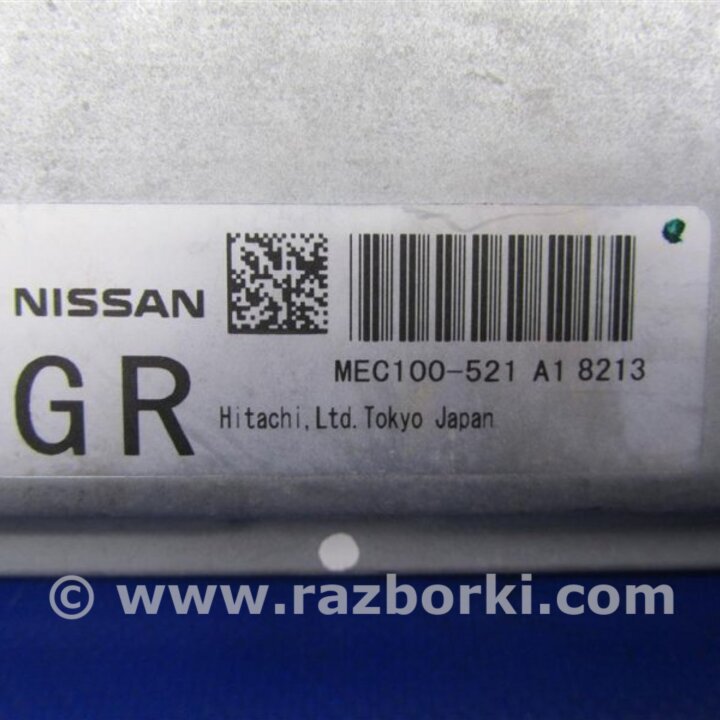 NISSAN
MEC100-521 A1 8213
GR
Hitachi,Ltd.Tokyo Japan
© www.razborki.com